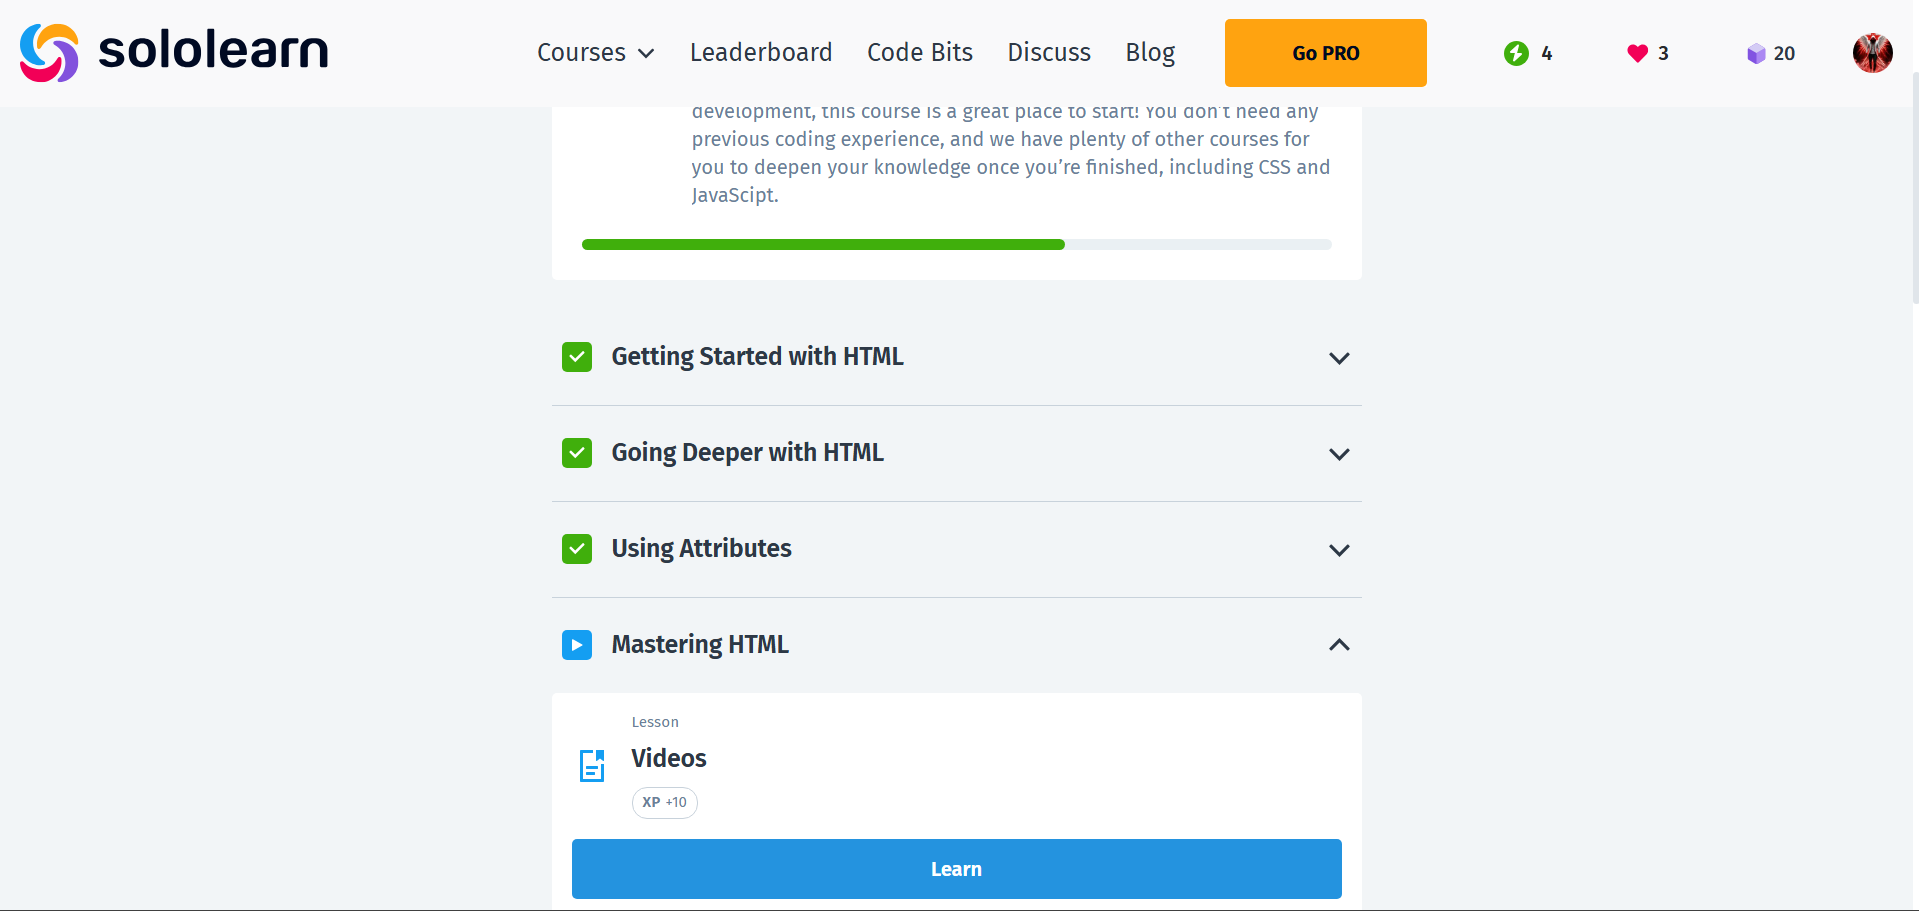 sololearn
Courses Leaderboard Code Bits Discuss Blog Go PRO 4 3 20
development, this course is a great place to start! You don't need any
previous coding experience, and we have plenty of other courses for
you to deepen your knowledge once you’re finished, including CSS and
JavaScipt.
Getting Started with HTML
Going Deeper with HTML
Using Attributes
Mastering HTML
Lesson
Videos
XP +10
Learn